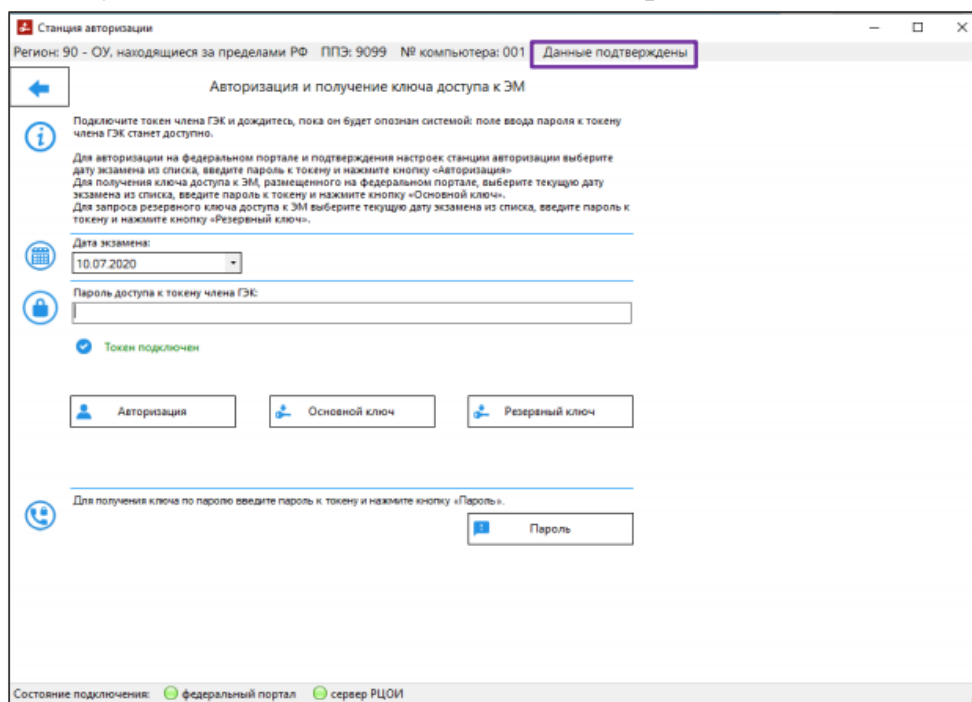 Станция авторизации
Регион: 90 - ОУ, находящиеся за пределами РФ ППЭ: 9099 № компьютера: 001 Данные подтверждены
Авторизация и получение ключа доступа к ЭМ
Подключите токен члена ГЭК и дождитесь, пока он будет опознан системой: поле ввода пароля к токену
члена ГЭК станет доступно.
Для авторизации на федеральном портале и подтверждения настроек станции авторизации выберите
дату экзамена из списка, введите пароль к токену и нажмите кнопку «Авторизация»
Для получения ключа доступа к ЭМ, размещенного на федеральном портале, выберите текущую дату
экзамена из списка, введите пароль к токену и нажмите кнопку «Основной ключ».
Для запроса резервного ключа доступа к ЭМ выберите текущую дату экзамена из списка, введите пароль к
токену и нажмите кнопку «Резервный ключ».
Дата экзамена:
10.07.2020
Пароль доступа к токену члена ГЭК:
Токен подключен
Авторизация Основной ключ Резервный ключ
Для получения ключа по паролю введите пароль к токену и нажмите кнопку «Пароль».
Пароль
Состояние подключения: федеральный портал сервер РЦОИ